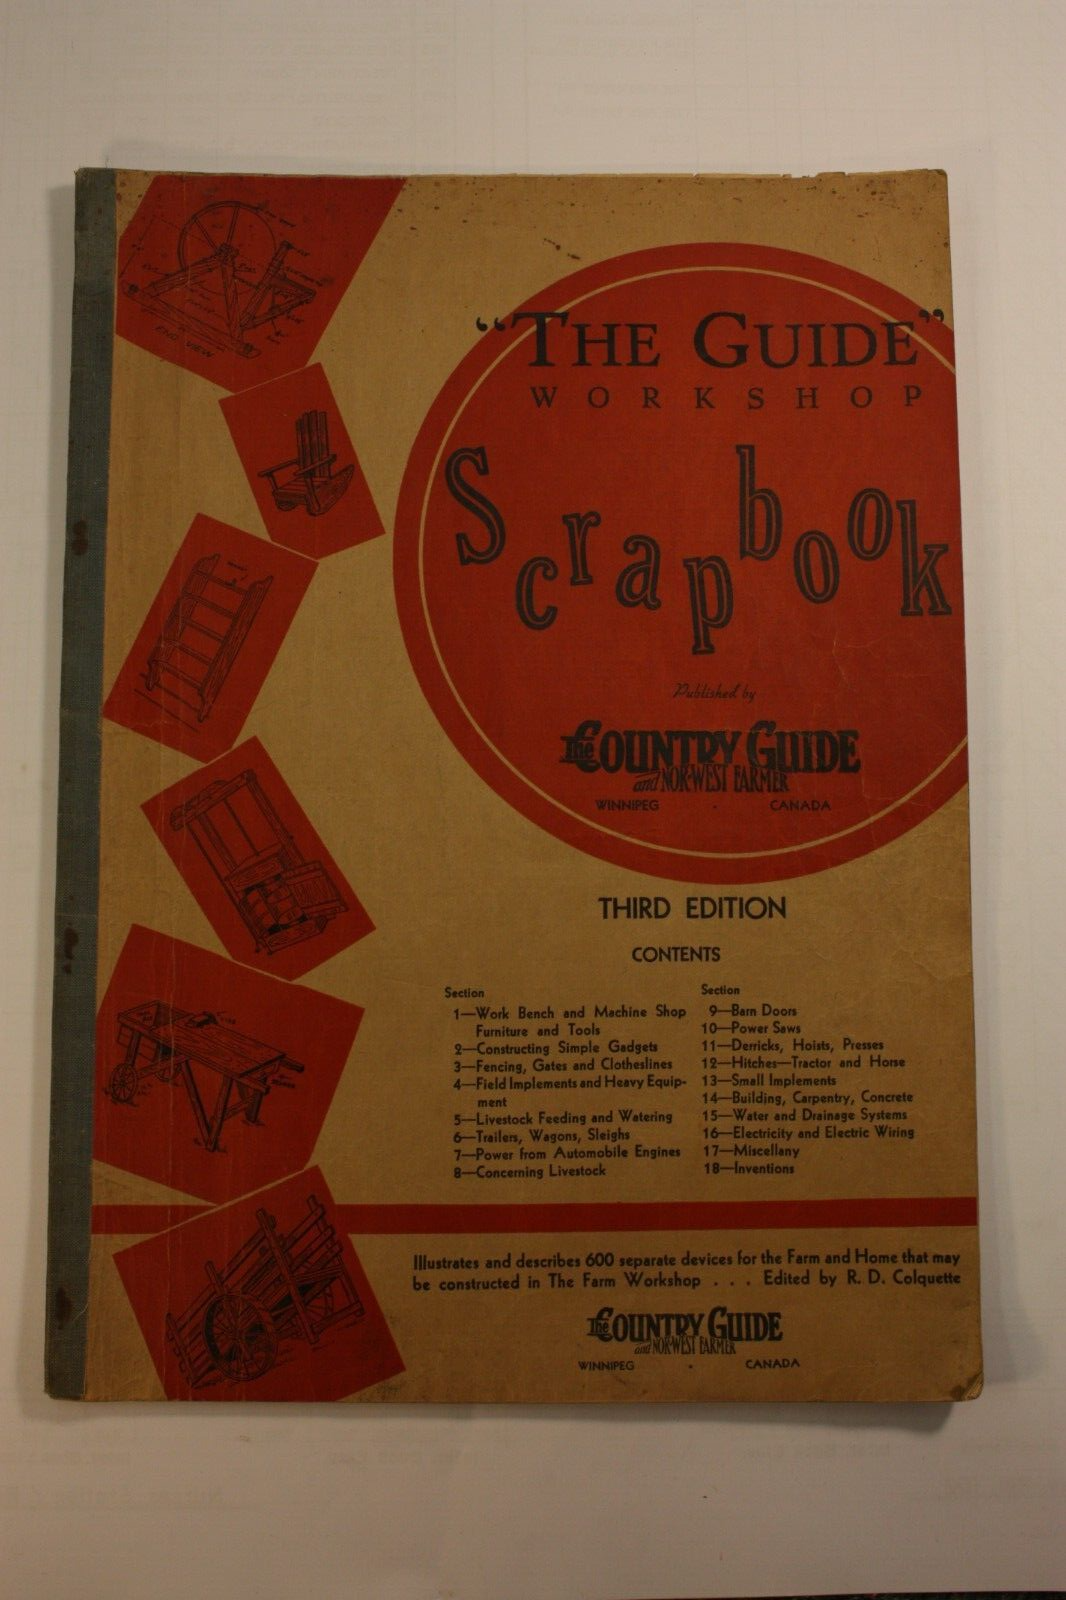 "THE GUIDE"
WORKSHOP
Scrapbook
Published by
The COUNTRY GUIDE
and NOR-WEST FARMER
WINNIPEG · CANADA
THIRD EDITION
CONTENTS
Section
1—Work Bench and Machine Shop
Furniture and Tools
2—Constructing Simple Gadgets
3—Fencing, Gates and Clotheslines
4—Field Implements and Heavy Equip-
ment
5—Livestock Feeding and Watering
6—Trailers, Wagons, Sleighs
7—Power from Automobile Engines
8—Concerning Livestock
Section
9—Barn Doors
10—Power Saws
11—Derricks, Hoists, Presses
12—Hitches—Tractor and Horse
13—Small Implements
14—Building, Carpentry, Concrete
15—Water and Drainage Systems
16—Electricity and Electric Wiring
17—Miscellany
18—Inventions
Illustrates and describes 600 separate devices for the Farm and Home that may
be constructed in The Farm Workshop . . . Edited by R. D. Colquette
The COUNTRY GUIDE
and NOR-WEST FARMER
WINNIPEG · CANADA
END VIEW